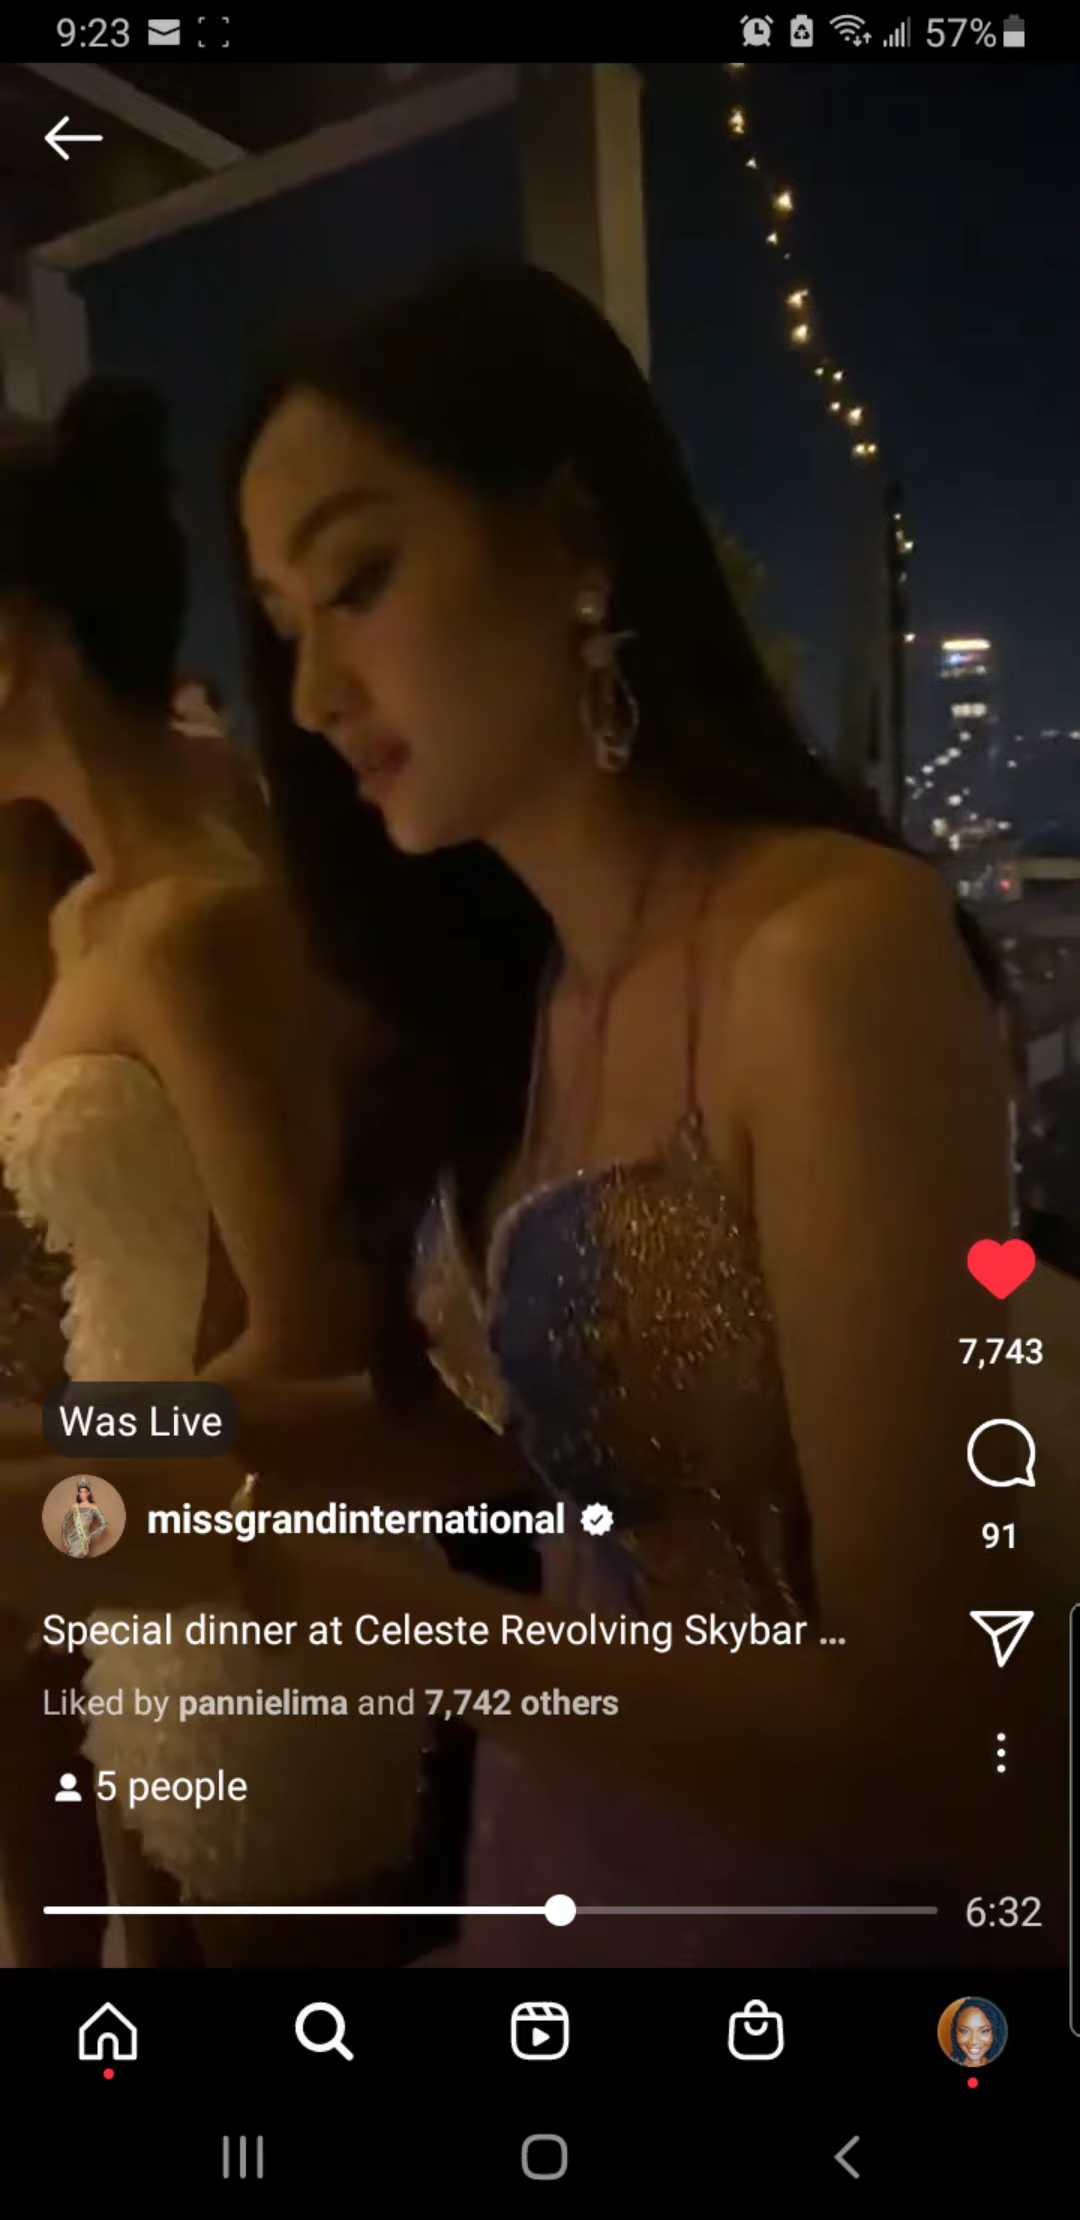 9:23 57%
7,743
Was Live
missgrandinternational
91
Special dinner at Celeste Revolving Skybar ...
Liked by pannielima and 7,742 others
5 people
6:32